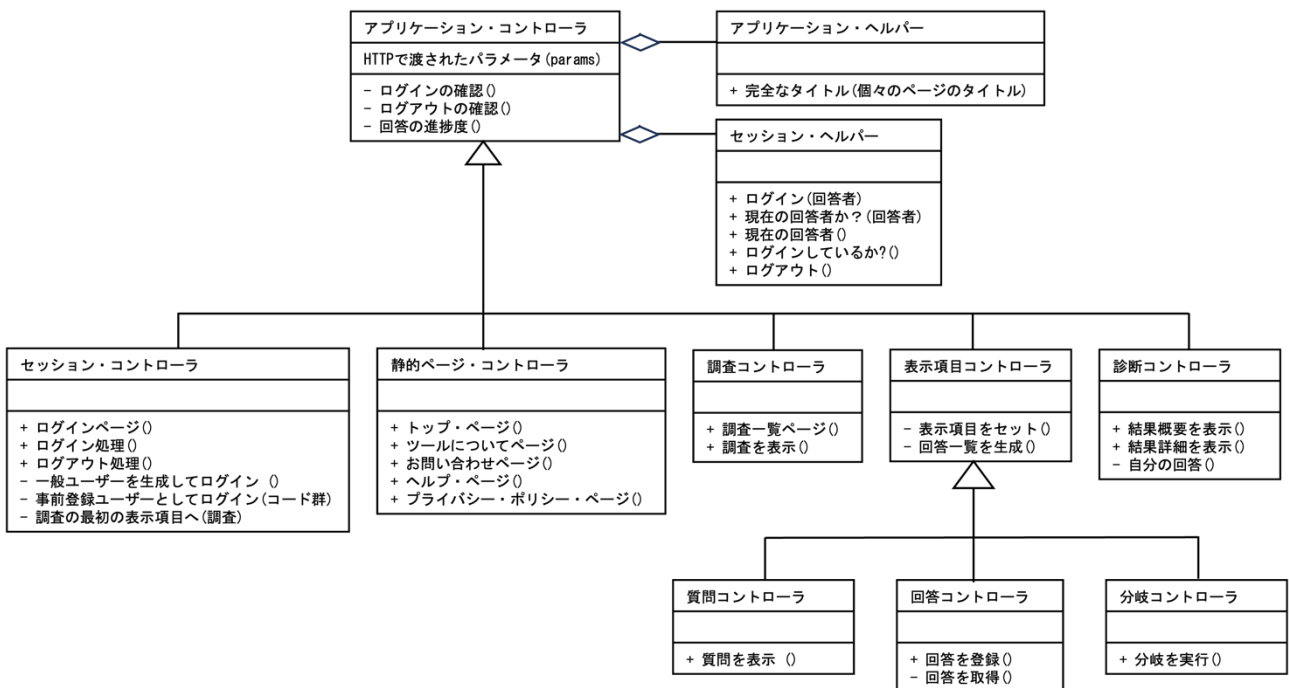 アプリケーション・コントローラ
HTTPで渡されたパラメータ(params)
- ログインの確認()
- ログアウトの確認()
- 回答の進捗度()
アプリケーション・ヘルパー
+ 完全なタイトル(個々のページのタイトル)
セッション・ヘルパー
+ ログイン(回答者)
+ 現在の回答者か？(回答者)
+ 現在の回答者()
+ ログインしているか?()
+ ログアウト()
セッション・コントローラ
+ ログインページ()
+ ログイン処理()
+ ログアウト処理()
- 一般ユーザーを生成してログイン ()
- 事前登録ユーザーとしてログイン(コード群)
- 調査の最初の表示項目へ(調査)
静的ページ・コントローラ
+ トップ・ページ()
+ ツールについてページ()
+ お問い合わせページ()
+ ヘルプ・ページ()
+ プライバシー・ポリシー・ページ()
調査コントローラ
+ 調査一覧ページ()
+ 調査を表示()
表示項目コントローラ
- 表示項目をセット()
- 回答一覧を生成()
診断コントローラ
+ 結果概要を表示()
+ 結果詳細を表示()
- 自分の回答()
質問コントローラ
+ 質問を表示 ()
回答コントローラ
+ 回答を登録()
- 回答を取得()
分岐コントローラ
+ 分岐を実行()